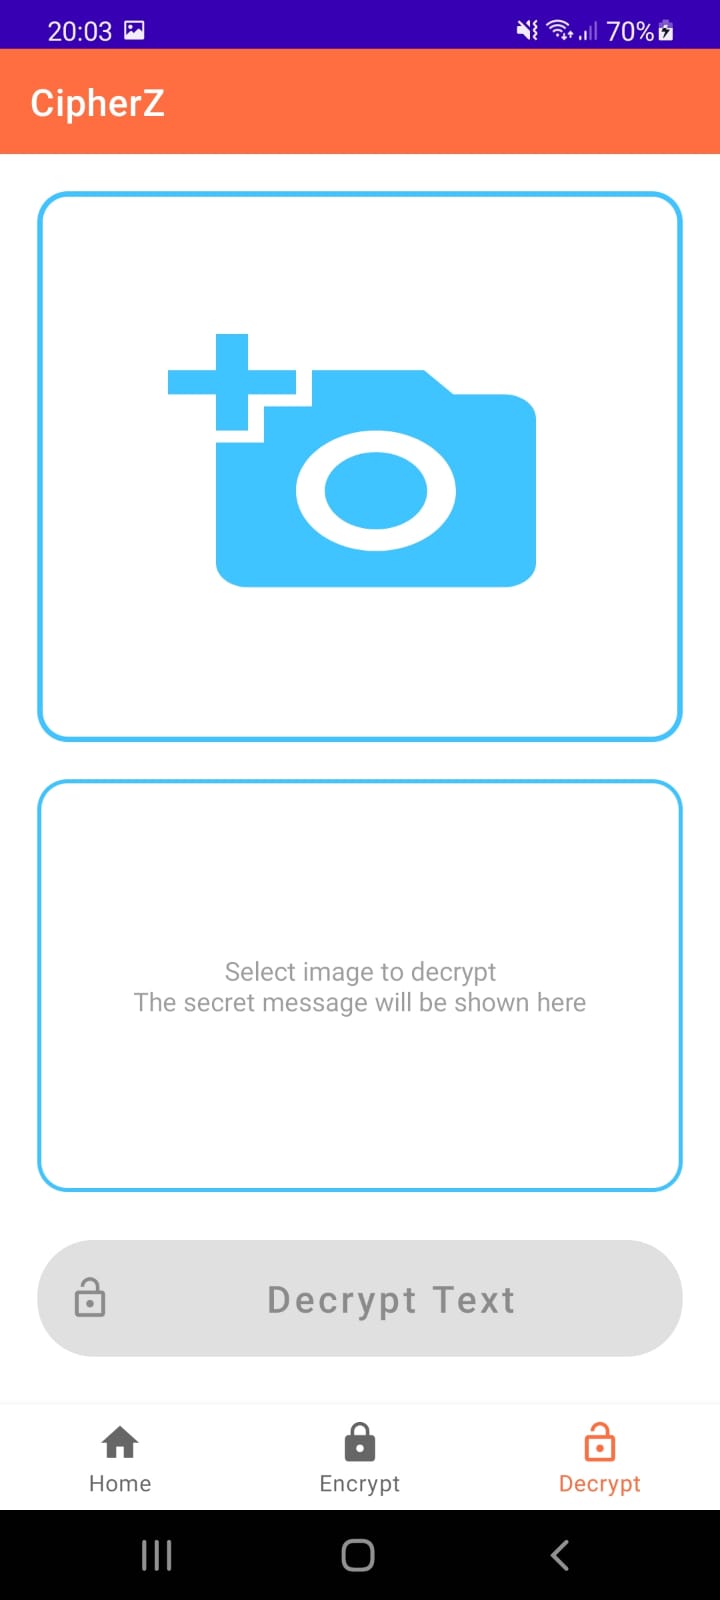 20:03 70%
CipherZ
Select image to decrypt
The secret message will be shown here
Decrypt Text
Home Encrypt Decrypt